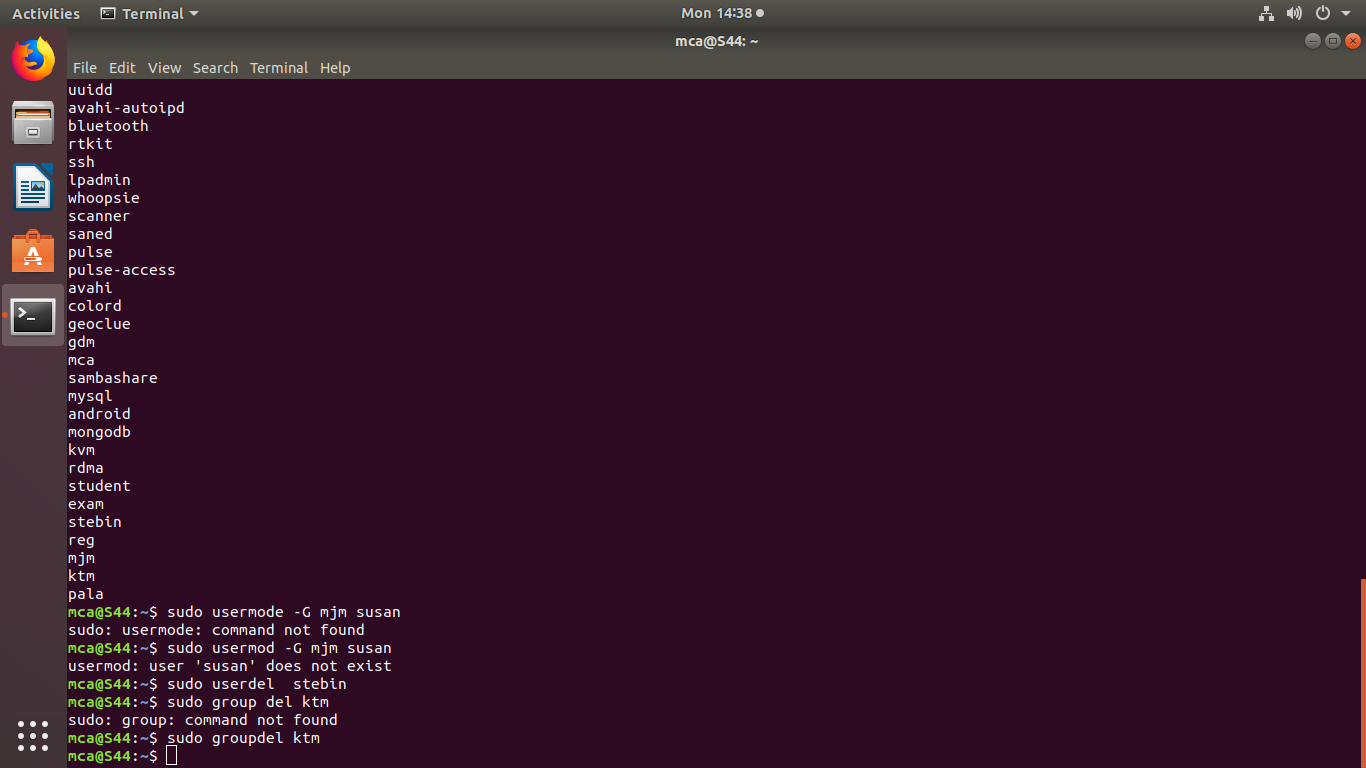 Activities Terminal Mon 14:38
mca@S44: ~
File Edit View Search Terminal Help
uuidd
avahi-autoipd
bluetooth
rtkit
ssh
lpadmin
whoopsie
scanner
saned
pulse
pulse-access
avahi
colord
geoclue
gdm
mca
sambashare
mysql
android
mongodb
kvm
rdma
student
exam
stebin
reg
mjm
ktm
pala
mca@S44:~$ sudo usermode -G mjm susan
sudo: usermode: command not found
mca@S44:~$ sudo usermod -G mjm susan
usermod: user 'susan' does not exist
mca@S44:~$ sudo userdel  stebin
mca@S44:~$ sudo group del ktm
sudo: group: command not found
mca@S44:~$ sudo groupdel ktm
mca@S44:~$